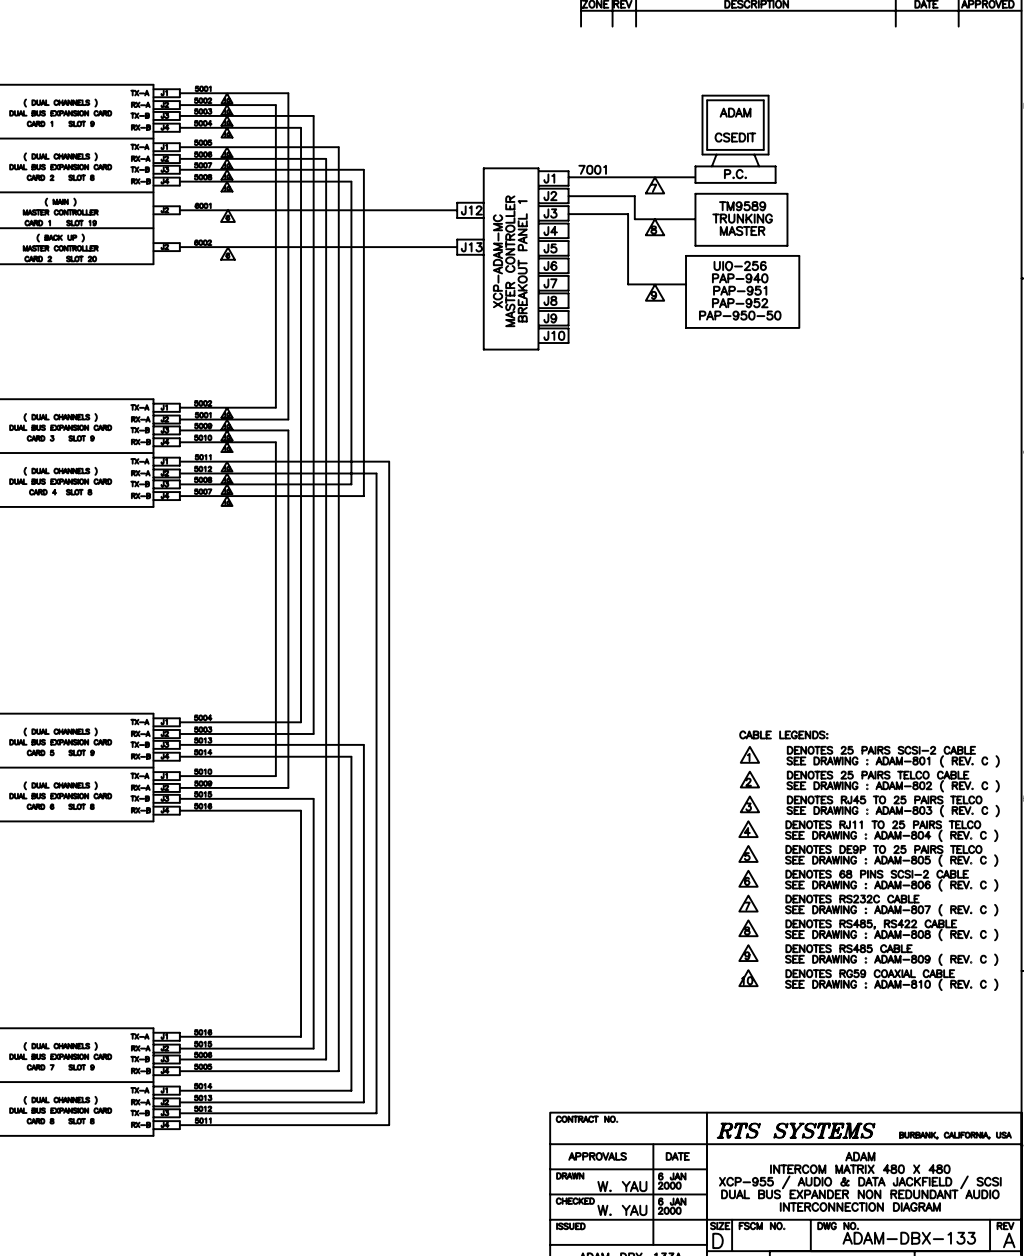 ZONE REV DESCRIPTION DATE APPROVED
( DUAL CHANNELS )
DUAL BUS EXPANSION CARD
CARD 1 SLOT 9
TX-A J1 5001
RX-A J2 5002
TX-B J3 5003
RX-B J4 5004
( DUAL CHANNELS )
DUAL BUS EXPANSION CARD
CARD 2 SLOT 8
TX-A J1 5005
RX-A J2 5006
TX-B J3 5007
RX-B J4 5008
( MAIN )
MASTER CONTROLLER
CARD 1 SLOT 19
J2 6001
6
( BACK UP )
MASTER CONTROLLER
CARD 2 SLOT 20
J2 6002
6
J12
J13
XCP-ADAM-MC
MASTER CONTROLLER
BREAKOUT PANEL 1
J1
J2
J3
J4
J5
J6
J7
J8
J9
J10
7001
7
8
9
ADAM
CSEDIT
P.C.
TM9589
TRUNKING
MASTER
UIO-256
PAP-940
PAP-951
PAP-952
PAP-950-50
( DUAL CHANNELS )
DUAL BUS EXPANSION CARD
CARD 3 SLOT 9
TX-A J1 5002
RX-A J2 5001
TX-B J3 5009
RX-B J4 5010
( DUAL CHANNELS )
DUAL BUS EXPANSION CARD
CARD 4 SLOT 8
TX-A J1 5011
RX-A J2 5012
TX-B J3 5008
RX-B J4 5007
( DUAL CHANNELS )
DUAL BUS EXPANSION CARD
CARD 5 SLOT 9
TX-A J1 5004
RX-A J2 5003
TX-B J3 5013
RX-B J4 5014
( DUAL CHANNELS )
DUAL BUS EXPANSION CARD
CARD 6 SLOT 8
TX-A J1 5010
RX-A J2 5009
TX-B J3 5015
RX-B J4 5016
( DUAL CHANNELS )
DUAL BUS EXPANSION CARD
CARD 7 SLOT 9
TX-A J1 5016
RX-A J2 5015
TX-B J3 5006
RX-B J4 5005
( DUAL CHANNELS )
DUAL BUS EXPANSION CARD
CARD 8 SLOT 8
TX-A J1 5014
RX-A J2 5013
TX-B J3 5012
RX-B J4 5011
CABLE LEGENDS:
1 DENOTES 25 PAIRS SCSI-2 CABLE
SEE DRAWING : ADAM-801 ( REV. C )
2 DENOTES 25 PAIRS TELCO CABLE
SEE DRAWING : ADAM-802 ( REV. C )
3 DENOTES RJ45 TO 25 PAIRS TELCO
SEE DRAWING : ADAM-803 ( REV. C )
4 DENOTES RJ11 TO 25 PAIRS TELCO
SEE DRAWING : ADAM-804 ( REV. C )
5 DENOTES DE9P TO 25 PAIRS TELCO
SEE DRAWING : ADAM-805 ( REV. C )
6 DENOTES 68 PINS SCSI-2 CABLE
SEE DRAWING : ADAM-806 ( REV. C )
7 DENOTES RS232C CABLE
SEE DRAWING : ADAM-807 ( REV. C )
8 DENOTES RS485, RS422 CABLE
SEE DRAWING : ADAM-808 ( REV. C )
9 DENOTES RS485 CABLE
SEE DRAWING : ADAM-809 ( REV. C )
10 DENOTES RG59 COAXIAL CABLE
SEE DRAWING : ADAM-810 ( REV. C )
CONTRACT NO.
RTS SYSTEMS BURBANK, CALIFORNIA, USA
APPROVALS DATE
DRAWN W. YAU 6 JAN 2000
CHECKED W. YAU 6 JAN 2000
ISSUED
ADAM
INTERCOM MATRIX 480 X 480
XCP-955 / AUDIO & DATA JACKFIELD / SCSI
DUAL BUS EXPANDER NON REDUNDANT AUDIO
INTERCONNECTION DIAGRAM
SIZE D
FSCM NO.
DWG NO. ADAM-DBX-133
REV A
ADAM-DBX-133A